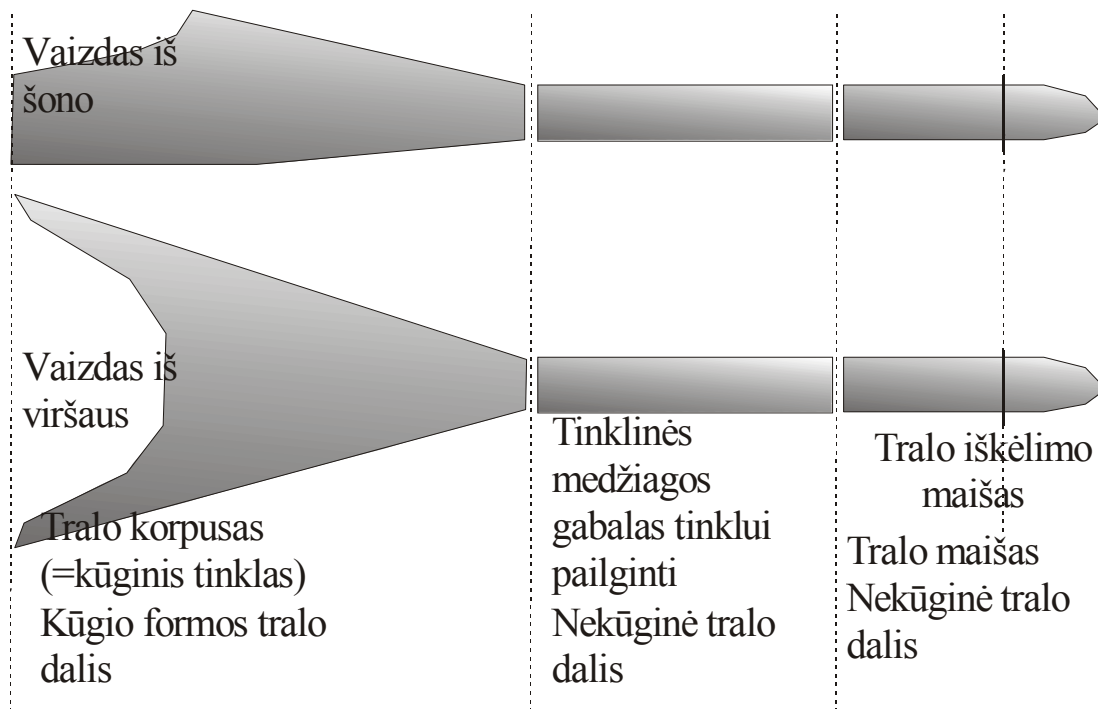 Vaizdas iš
šono
Vaizdas iš
viršaus
Tralo korpusas
(=kūginis tinklas)
Kūgio formos tralo
dalis
Tinklinės
medžiagos
gabalas tinklui
pailginti
Nekūginė tralo
dalis
Tralo iškėlimo
maišas
Tralo maišas
Nekūginė tralo
dalis